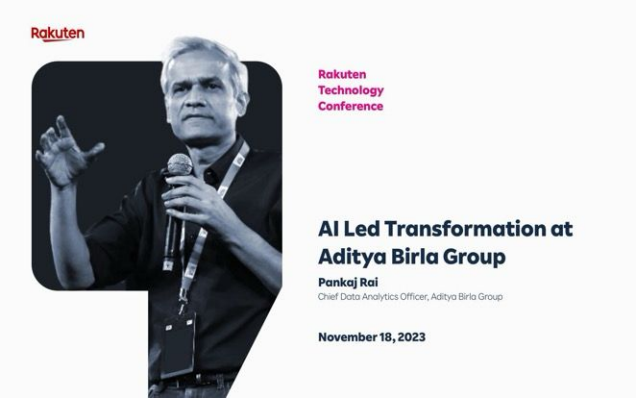 Rakuten
Rakuten
Technology
Conference
AI Led Transformation at
Aditya Birla Group
Pankaj Rai
Chief Data Analytics Officer, Aditya Birla Group
November 18, 2023